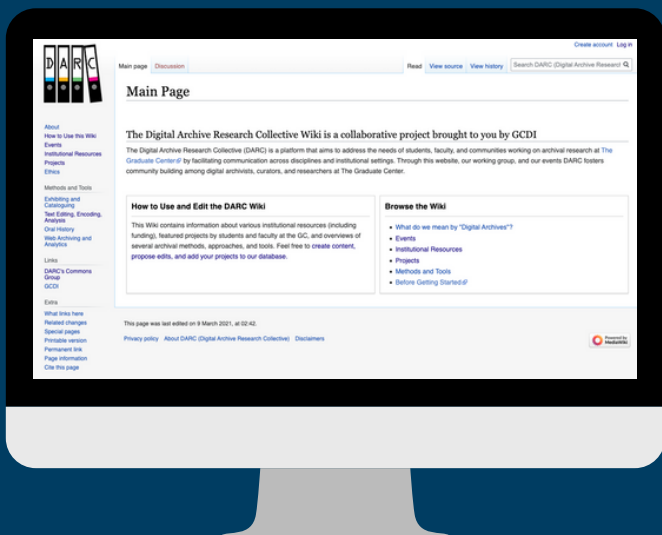 Create account Log in
D A R C
Main page Discussion
Read View source View history
Search DARC (Digital Archive Research
Main Page
About
How to Use this Wiki
Events
Institutional Resources
Projects
People
Ethics
Methods and Tools
Exhibiting and
Cataloguing
Text Editing, Encoding,
Analysis
Oral History
Web Archiving and
Analytics
Links
DARC's Commons
Group
GCDI
Extra
What links here
Related changes
Special pages
Printable version
Permanent link
Page information
Cite this page
The Digital Archive Research Collective Wiki is a collaborative project brought to you by GCDI
The Digital Archive Research Collective (DARC) is a platform that aims to address the needs of students, faculty, and communities working on archival research at The
Graduate Center by facilitating communication across disciplines and institutional settings. Through this website, our working group, and our events DARC fosters
community building among digital archivists, curators, and researchers at The Graduate Center.
How to Use and Edit the DARC Wiki
This Wiki contains information about various institutional resources (including
funding), featured projects by students and faculty at the GC, and overviews of
several archival methods, approaches, and tools. Feel free to create content,
propose edits, and add your projects to our database.
Browse the Wiki
• What do we mean by "Digital Archives"?
• Events
• Institutional Resources
• Projects
• Methods and Tools
• Before Getting Started
This page was last edited on 9 March 2021, at 02:42.
Privacy policy About DARC (Digital Archive Research Collective) Disclaimers
Powered by
MediaWiki